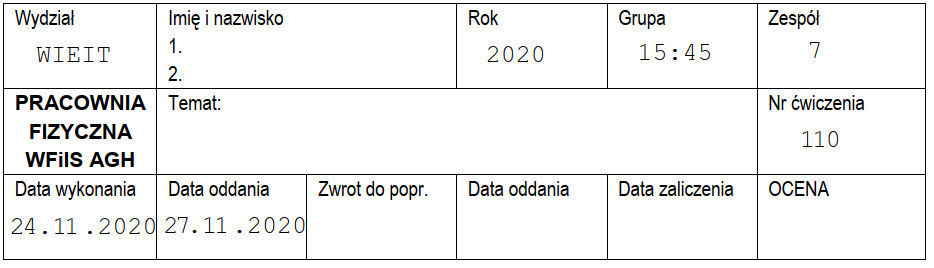 Wydział Imię i nazwisko Rok Grupa Zespół
WIEIT 1. 2020 15:45 7
2.
PRACOWNIA FIZYCZNA WFiIS AGH Temat: Nr ćwiczenia
110
Data wykonania Data oddania Zwrot do popr. Data oddania Data zaliczenia OCENA
24.11.2020 27.11.2020